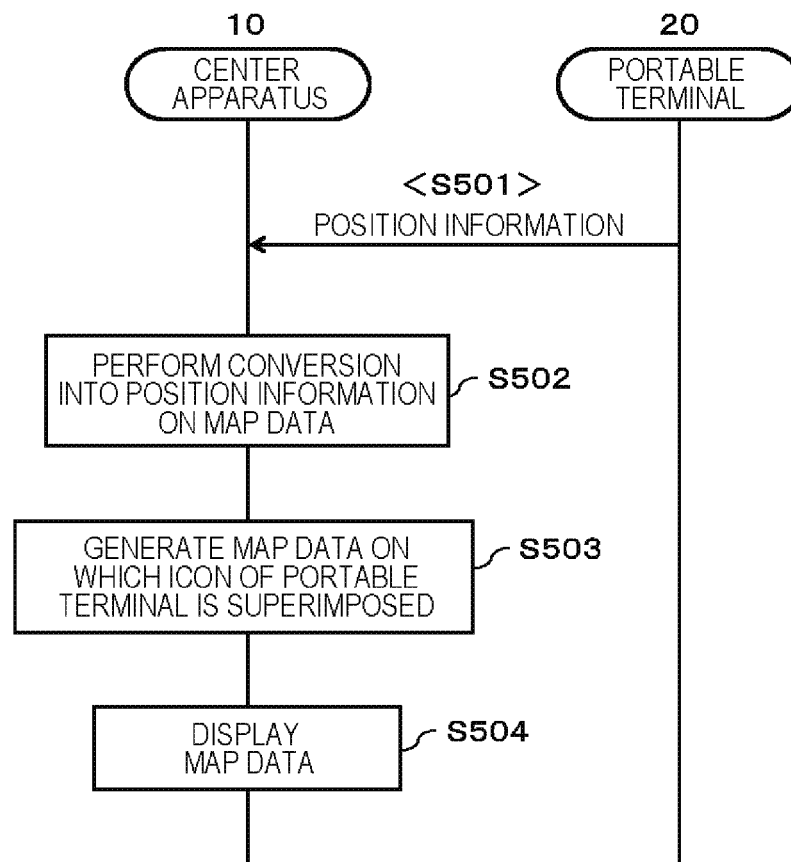 10
20
CENTER
APPARATUS
PORTABLE
TERMINAL
<S501>
POSITION INFORMATION
PERFORM CONVERSION
INTO POSITION INFORMATION
ON MAP DATA
S502
GENERATE MAP DATA ON
WHICH ICON OF PORTABLE
TERMINAL IS SUPERIMPOSED
S503
DISPLAY
MAP DATA
S504